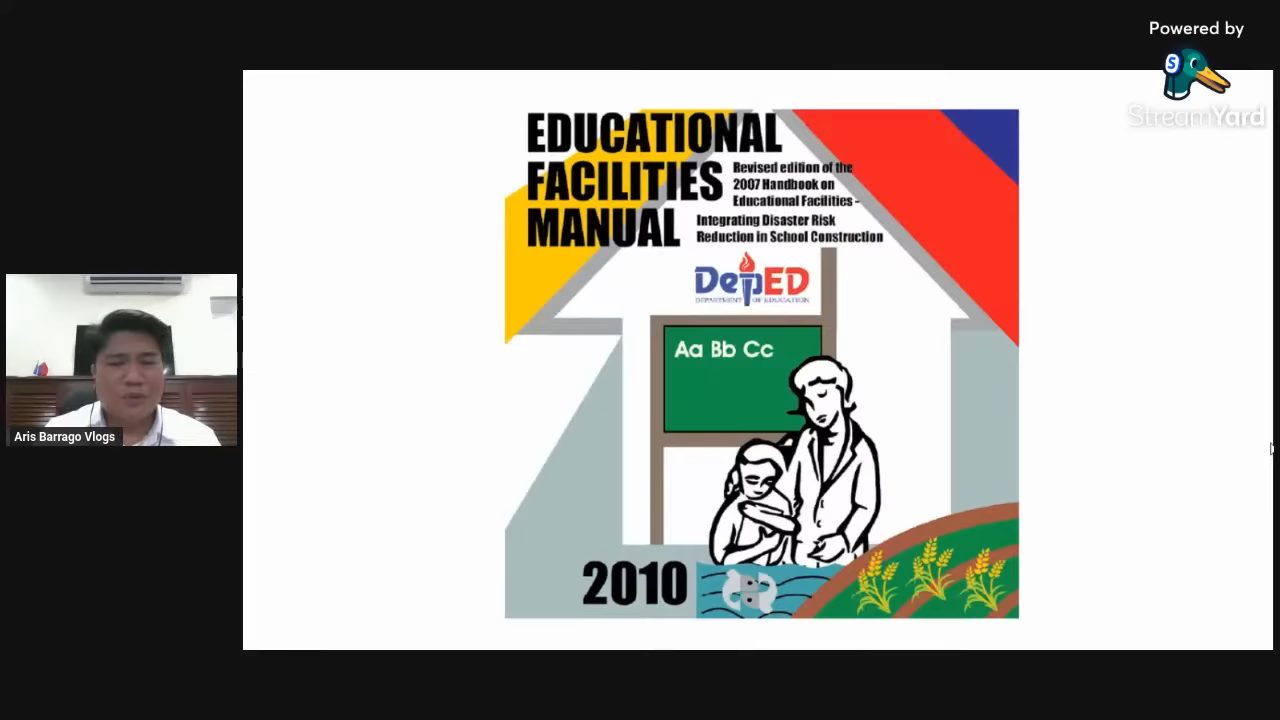 Powered by
S
StreamYard
EDUCATIONAL
FACILITIES
MANUAL
Revised edition of the
2007 Handbook on
Educational Facilities -
Integrating Disaster Risk
Reduction in School Construction
DepED
DEPARTMENT OF EDUCATION
Aa Bb Cc
Aris Barrago Vlogs
2010